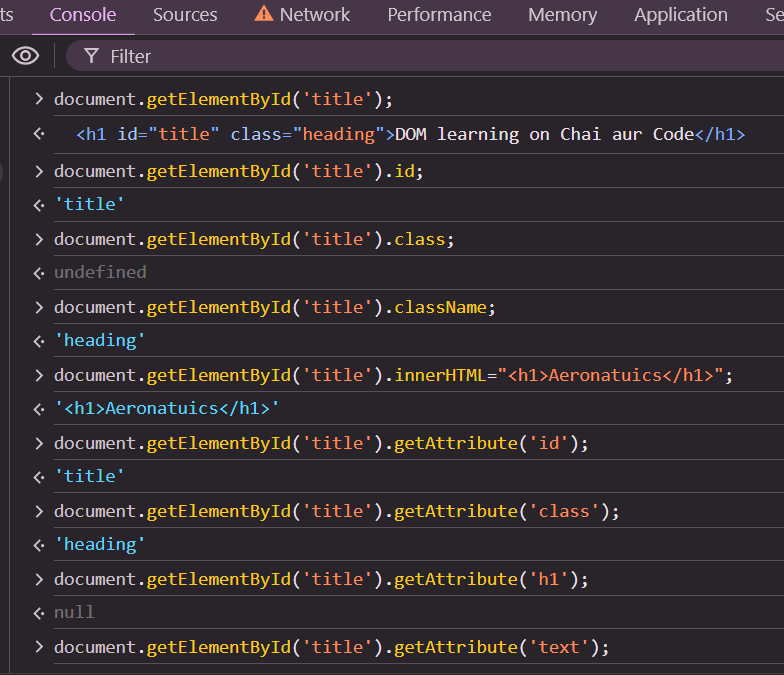 ts Console Sources Network Performance Memory Application Se
Filter
> document.getElementById('title');
<h1 id="title" class="heading">DOM learning on Chai aur Code</h1>
> document.getElementById('title').id;
'title'
> document.getElementById('title').class;
undefined
> document.getElementById('title').className;
'heading'
> document.getElementById('title').innerHTML="<h1>Aeronatuics</h1>";
'<h1>Aeronatuics</h1>'
> document.getElementById('title').getAttribute('id');
'title'
> document.getElementById('title').getAttribute('class');
'heading'
> document.getElementById('title').getAttribute('h1');
null
> document.getElementById('title').getAttribute('text');